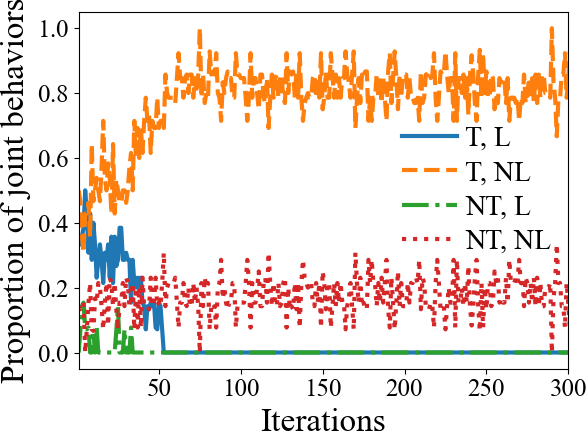 Proportion of joint behaviors
1.0
0.8
0.6
0.4
0.2
0.0
T, L
T, NL
NT, L
NT, NL
50 100 150 200 250 300
Iterations